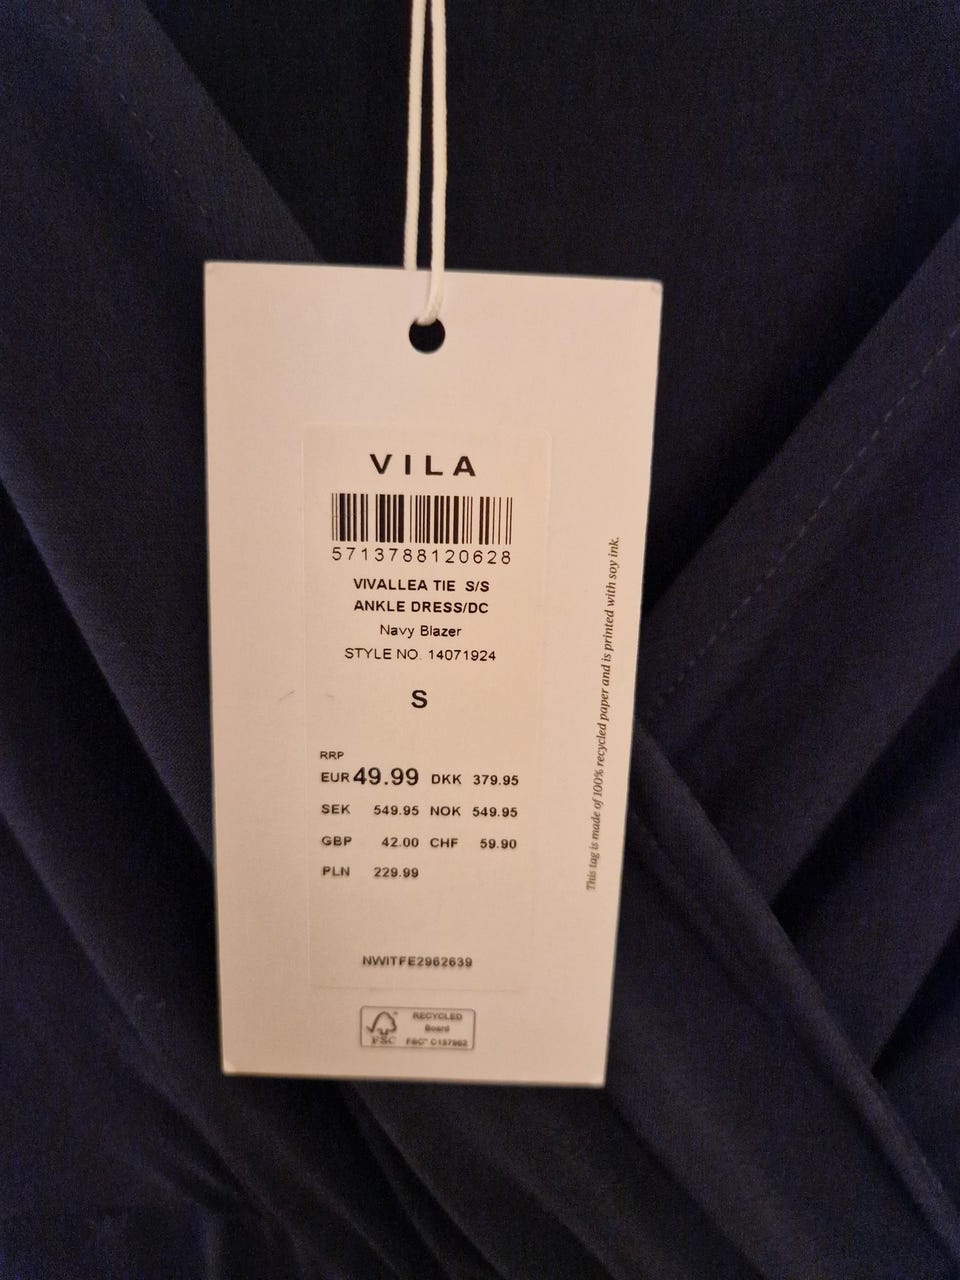 VILA
5713788120628
VIVALLEA TIE S/S
ANKLE DRESS/DC
Navy Blazer
STYLE NO. 14071924
S
RRP
EUR 49.99 DKK 379.95
SEK 549.95 NOK 549.95
GBP 42.00 CHF 59.90
PLN 229.99
NWITFE2962639
RECYCLED
Board
FSC
FSC™ C137962
This tag is made of 100% recycled paper and is printed with soy ink.